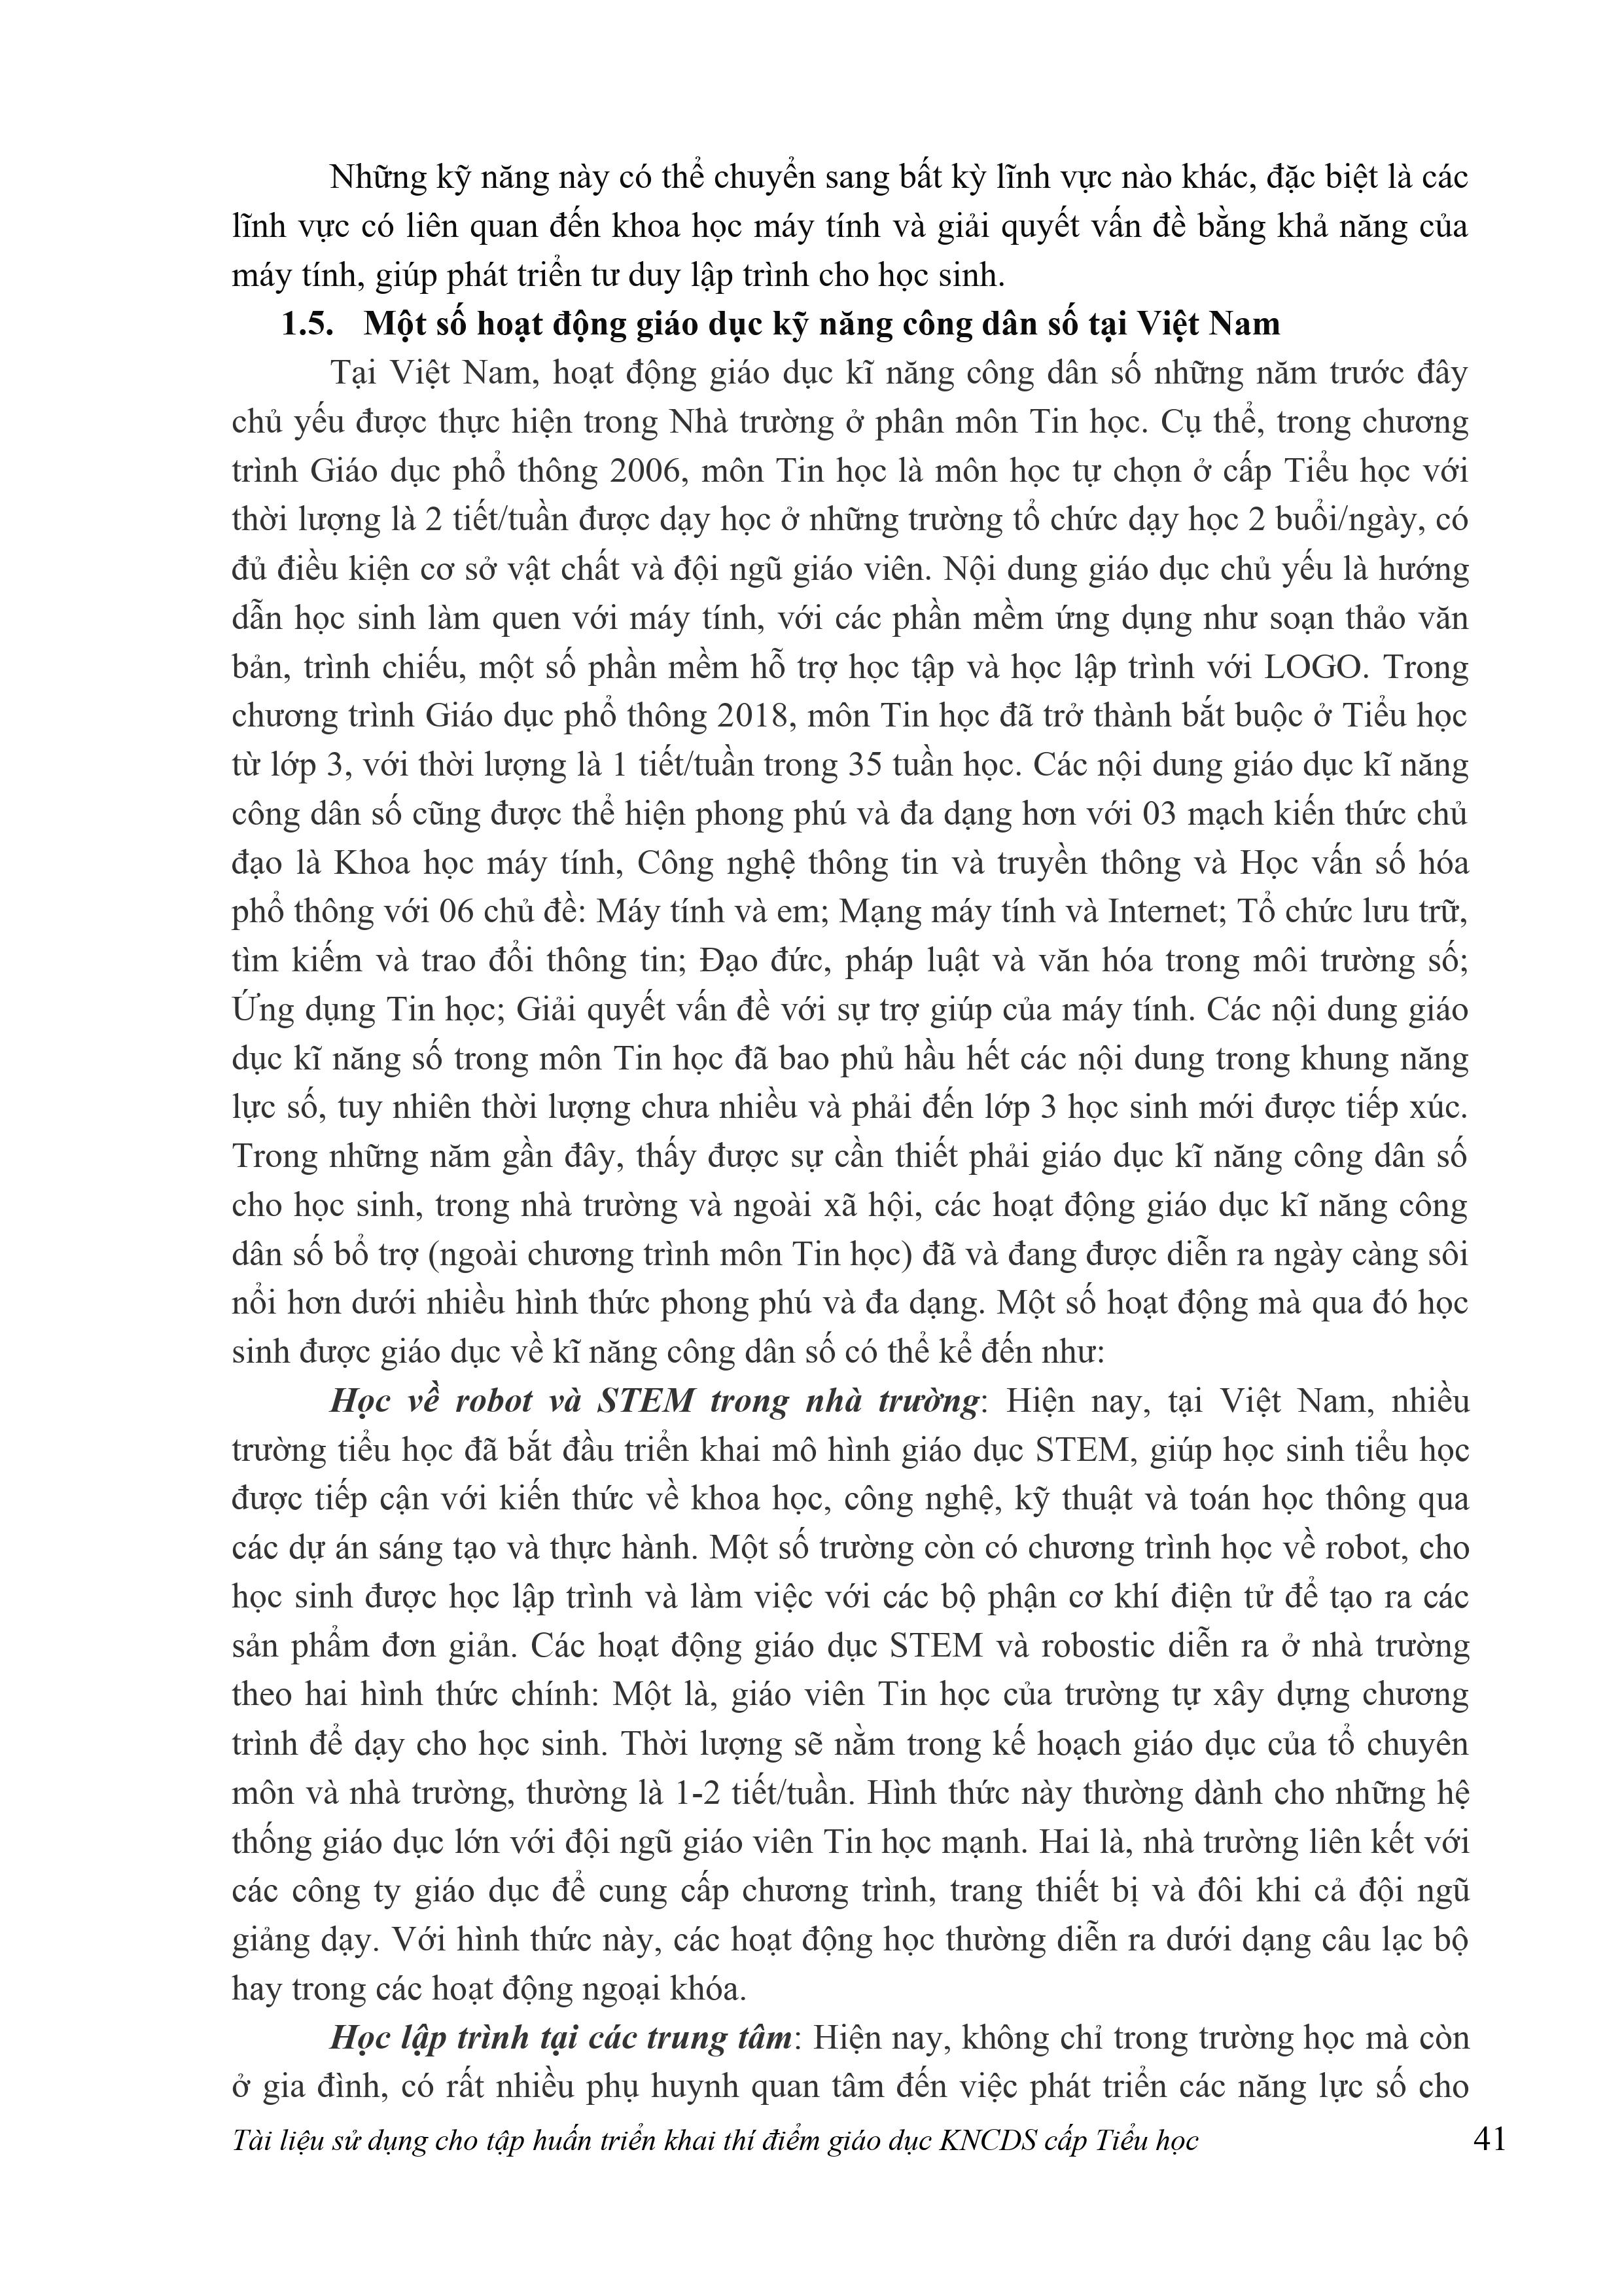 Những kỹ năng này có thể chuyển sang bất kỳ lĩnh vực nào khác, đặc biệt là các
lĩnh vực có liên quan đến khoa học máy tính và giải quyết vấn đề bằng khả năng của
máy tính, giúp phát triển tư duy lập trình cho học sinh.
1.5. Một số hoạt động giáo dục kỹ năng công dân số tại Việt Nam
Tại Việt Nam, hoạt động giáo dục kĩ năng công dân số những năm trước đây
chủ yếu được thực hiện trong Nhà trường ở phân môn Tin học. Cụ thể, trong chương
trình Giáo dục phổ thông 2006, môn Tin học là môn học tự chọn ở cấp Tiểu học với
thời lượng là 2 tiết/tuần được dạy học ở những trường tổ chức dạy học 2 buổi/ngày, có
đủ điều kiện cơ sở vật chất và đội ngũ giáo viên. Nội dung giáo dục chủ yếu là hướng
dẫn học sinh làm quen với máy tính, với các phần mềm ứng dụng như soạn thảo văn
bản, trình chiếu, một số phần mềm hỗ trợ học tập và học lập trình với LOGO. Trong
chương trình Giáo dục phổ thông 2018, môn Tin học đã trở thành bắt buộc ở Tiểu học
từ lớp 3, với thời lượng là 1 tiết/tuần trong 35 tuần học. Các nội dung giáo dục kĩ năng
công dân số cũng được thể hiện phong phú và đa dạng hơn với 03 mạch kiến thức chủ
đạo là Khoa học máy tính, Công nghệ thông tin và truyền thông và Học vấn số hóa
phổ thông với 06 chủ đề: Máy tính và em; Mạng máy tính và Internet; Tổ chức lưu trữ,
tìm kiếm và trao đổi thông tin; Đạo đức, pháp luật và văn hóa trong môi trường số;
Ứng dụng Tin học; Giải quyết vấn đề với sự trợ giúp của máy tính. Các nội dung giáo
dục kĩ năng số trong môn Tin học đã bao phủ hầu hết các nội dung trong khung năng
lực số, tuy nhiên thời lượng chưa nhiều và phải đến lớp 3 học sinh mới được tiếp xúc.
Trong những năm gần đây, thấy được sự cần thiết phải giáo dục kĩ năng công dân số
cho học sinh, trong nhà trường và ngoài xã hội, các hoạt động giáo dục kĩ năng công
dân số bổ trợ (ngoài chương trình môn Tin học) đã và đang được diễn ra ngày càng sôi
nổi hơn dưới nhiều hình thức phong phú và đa dạng. Một số hoạt động mà qua đó học
sinh được giáo dục về kĩ năng công dân số có thể kể đến như:
Học về robot và STEM trong nhà trường: Hiện nay, tại Việt Nam, nhiều
trường tiểu học đã bắt đầu triển khai mô hình giáo dục STEM, giúp học sinh tiểu học
được tiếp cận với kiến thức về khoa học, công nghệ, kỹ thuật và toán học thông qua
các dự án sáng tạo và thực hành. Một số trường còn có chương trình học về robot, cho
học sinh được học lập trình và làm việc với các bộ phận cơ khí điện tử để tạo ra các
sản phẩm đơn giản. Các hoạt động giáo dục STEM và robostic diễn ra ở nhà trường
theo hai hình thức chính: Một là, giáo viên Tin học của trường tự xây dựng chương
trình để dạy cho học sinh. Thời lượng sẽ nằm trong kế hoạch giáo dục của tổ chuyên
môn và nhà trường, thường là 1-2 tiết/tuần. Hình thức này thường dành cho những hệ
thống giáo dục lớn với đội ngũ giáo viên Tin học mạnh. Hai là, nhà trường liên kết với
các công ty giáo dục để cung cấp chương trình, trang thiết bị và đôi khi cả đội ngũ
giảng dạy. Với hình thức này, các hoạt động học thường diễn ra dưới dạng câu lạc bộ
hay trong các hoạt động ngoại khóa.
Học lập trình tại các trung tâm: Hiện nay, không chỉ trong trường học mà còn
ở gia đình, có rất nhiều phụ huynh quan tâm đến việc phát triển các năng lực số cho
Tài liệu sử dụng cho tập huấn triển khai thí điểm giáo dục KNCDS cấp Tiểu học 41